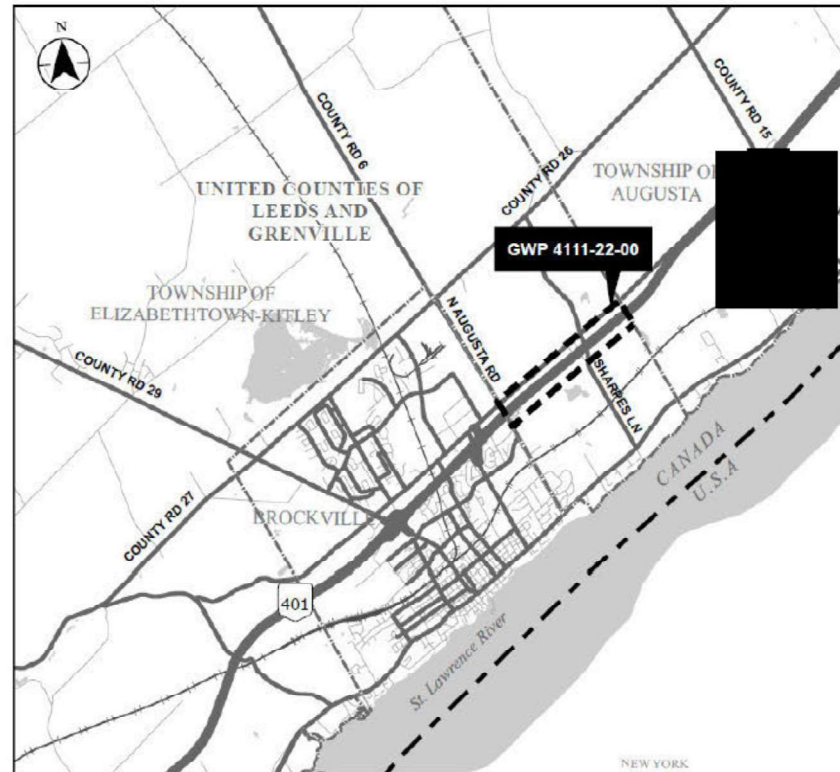 N
COUNTY RD 6
COUNTY RD 15
COUNTY RD 26
UNITED COUNTIES OF
LEEDS AND
GRENVILLE
TOWNSHIP OF
AUGUSTA
GWP 4111-22-00
TOWNSHIP OF
ELIZABETHTOWN-KITLEY
N AUGUSTA RD
COUNTY RD 29
SHARPES LN
CANADA
U.S.A
COUNTY RD 27
BROCKVILLE
401
St. Lawrence River
NEW YORK